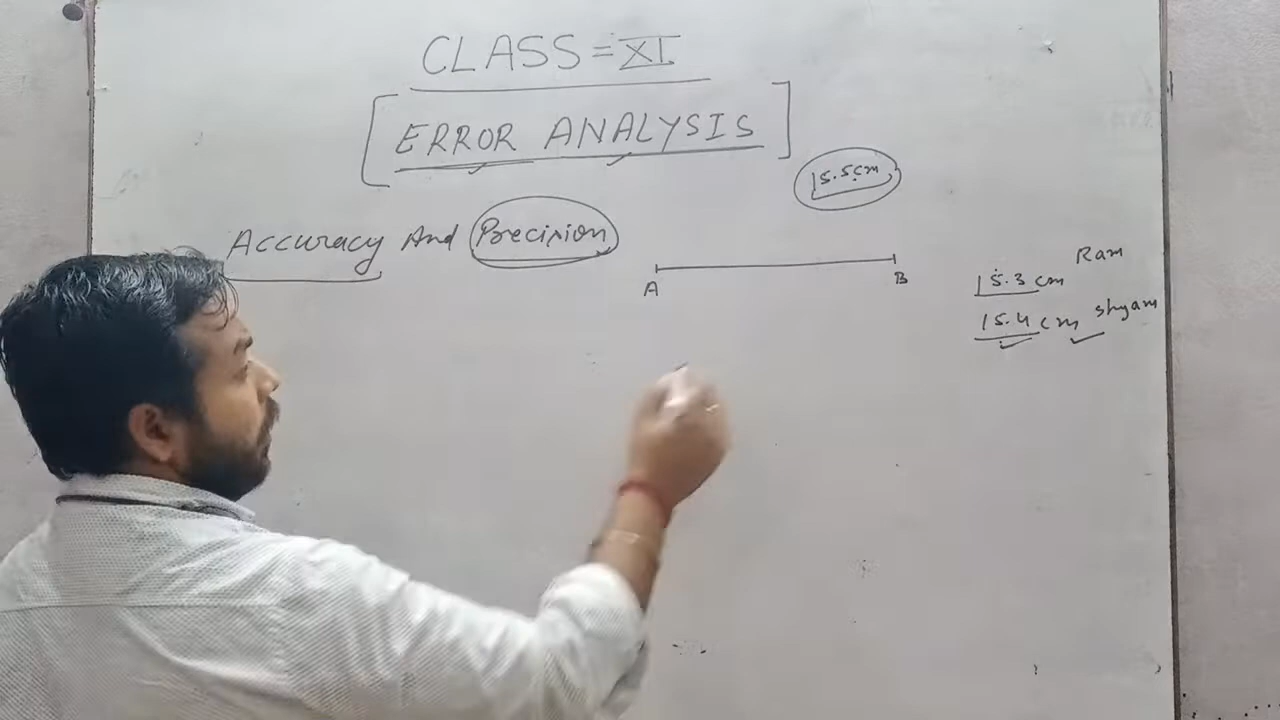 CLASS = XI
[ERROR ANALYSIS]
15.5cm
Accuracy And Precision
A B
15.3 cm Ram
15.4 cm shyam